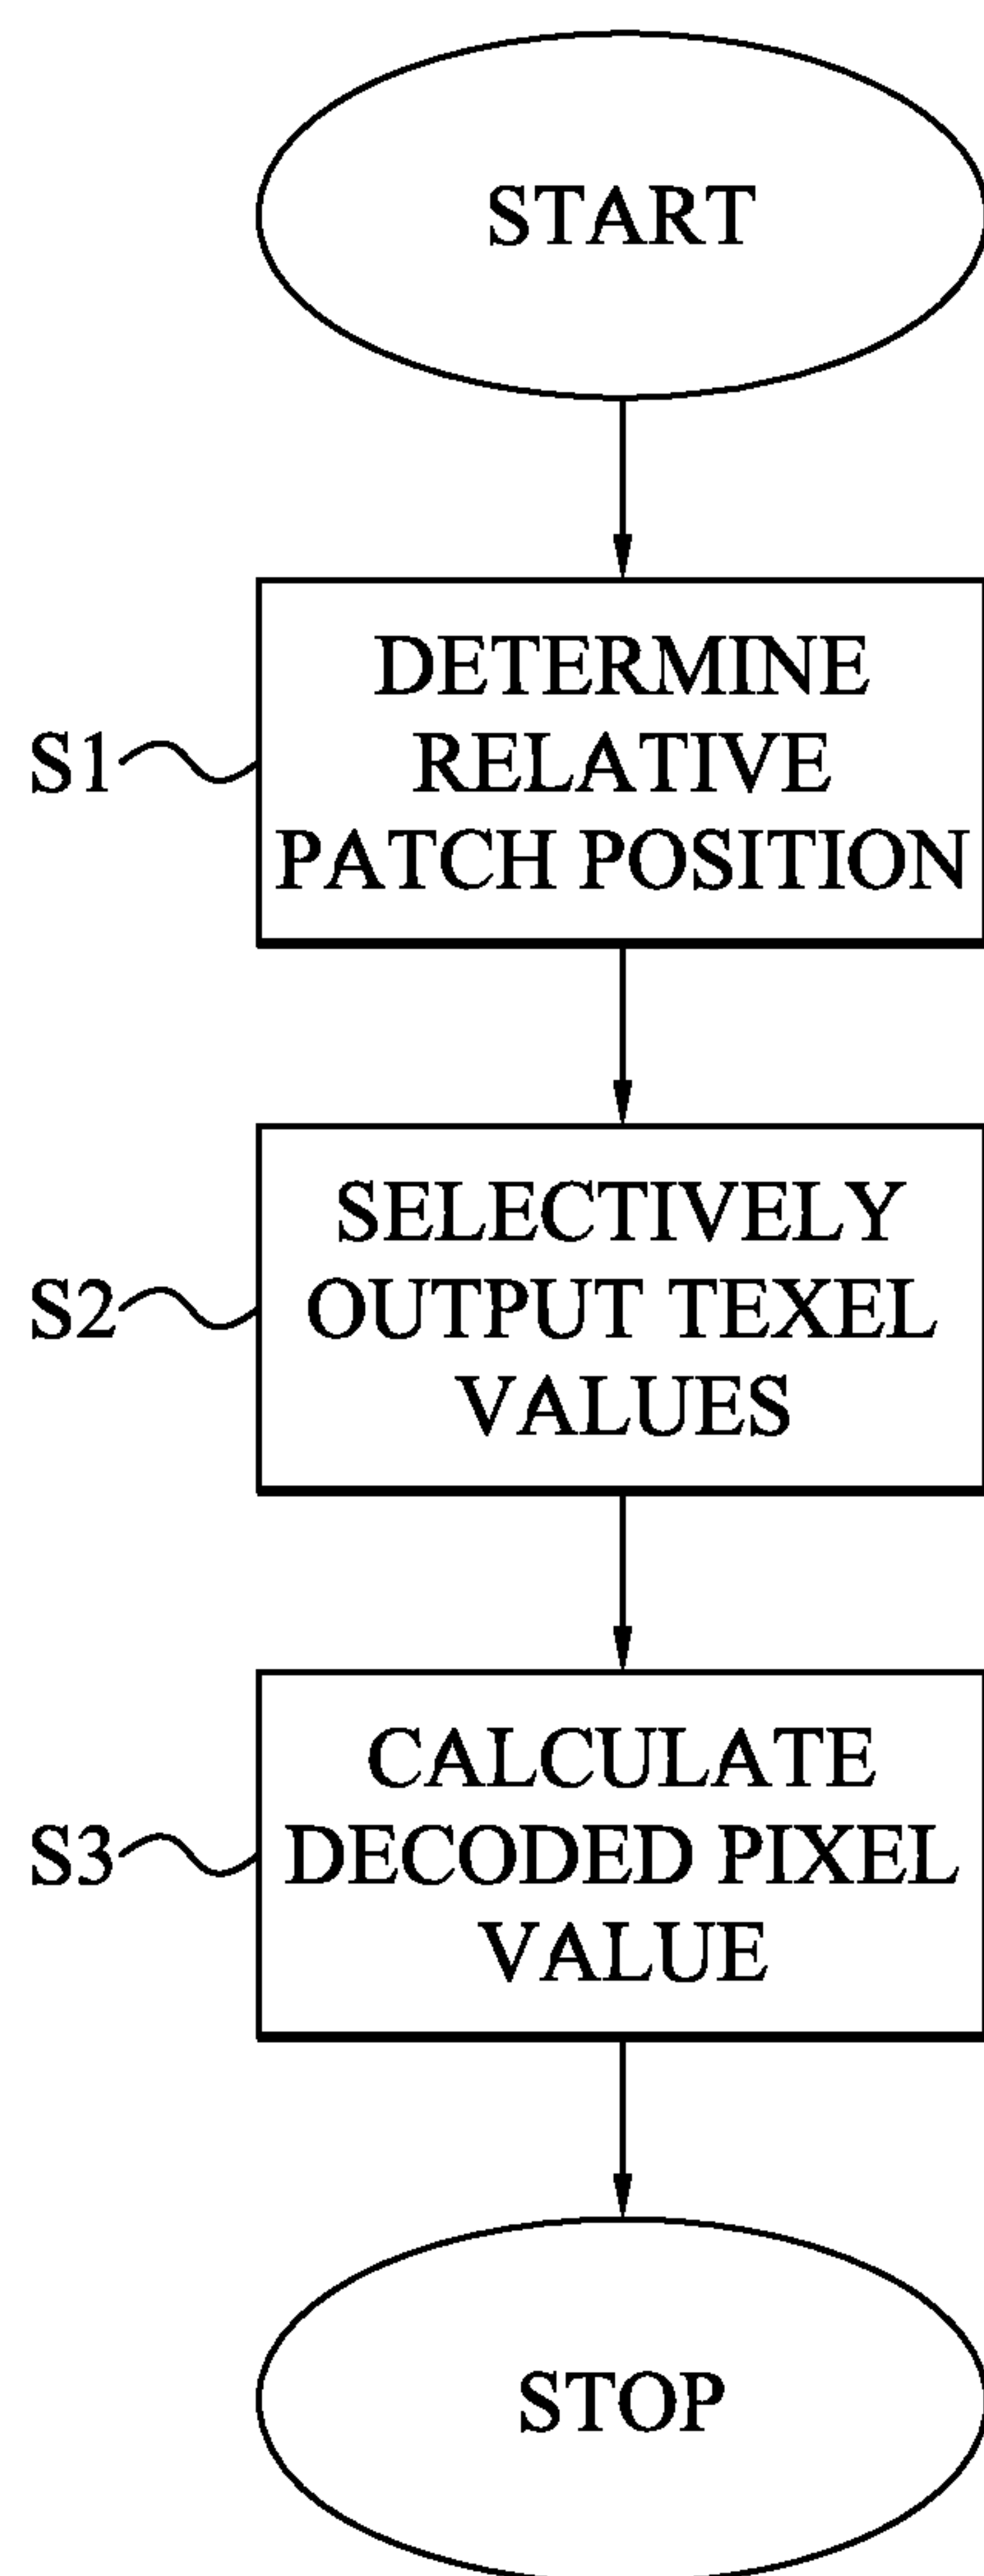 START
DETERMINE
RELATIVE
PATCH POSITION
S1
SELECTIVELY
OUTPUT TEXEL
VALUES
S2
CALCULATE
DECODED PIXEL
VALUE
S3
STOP